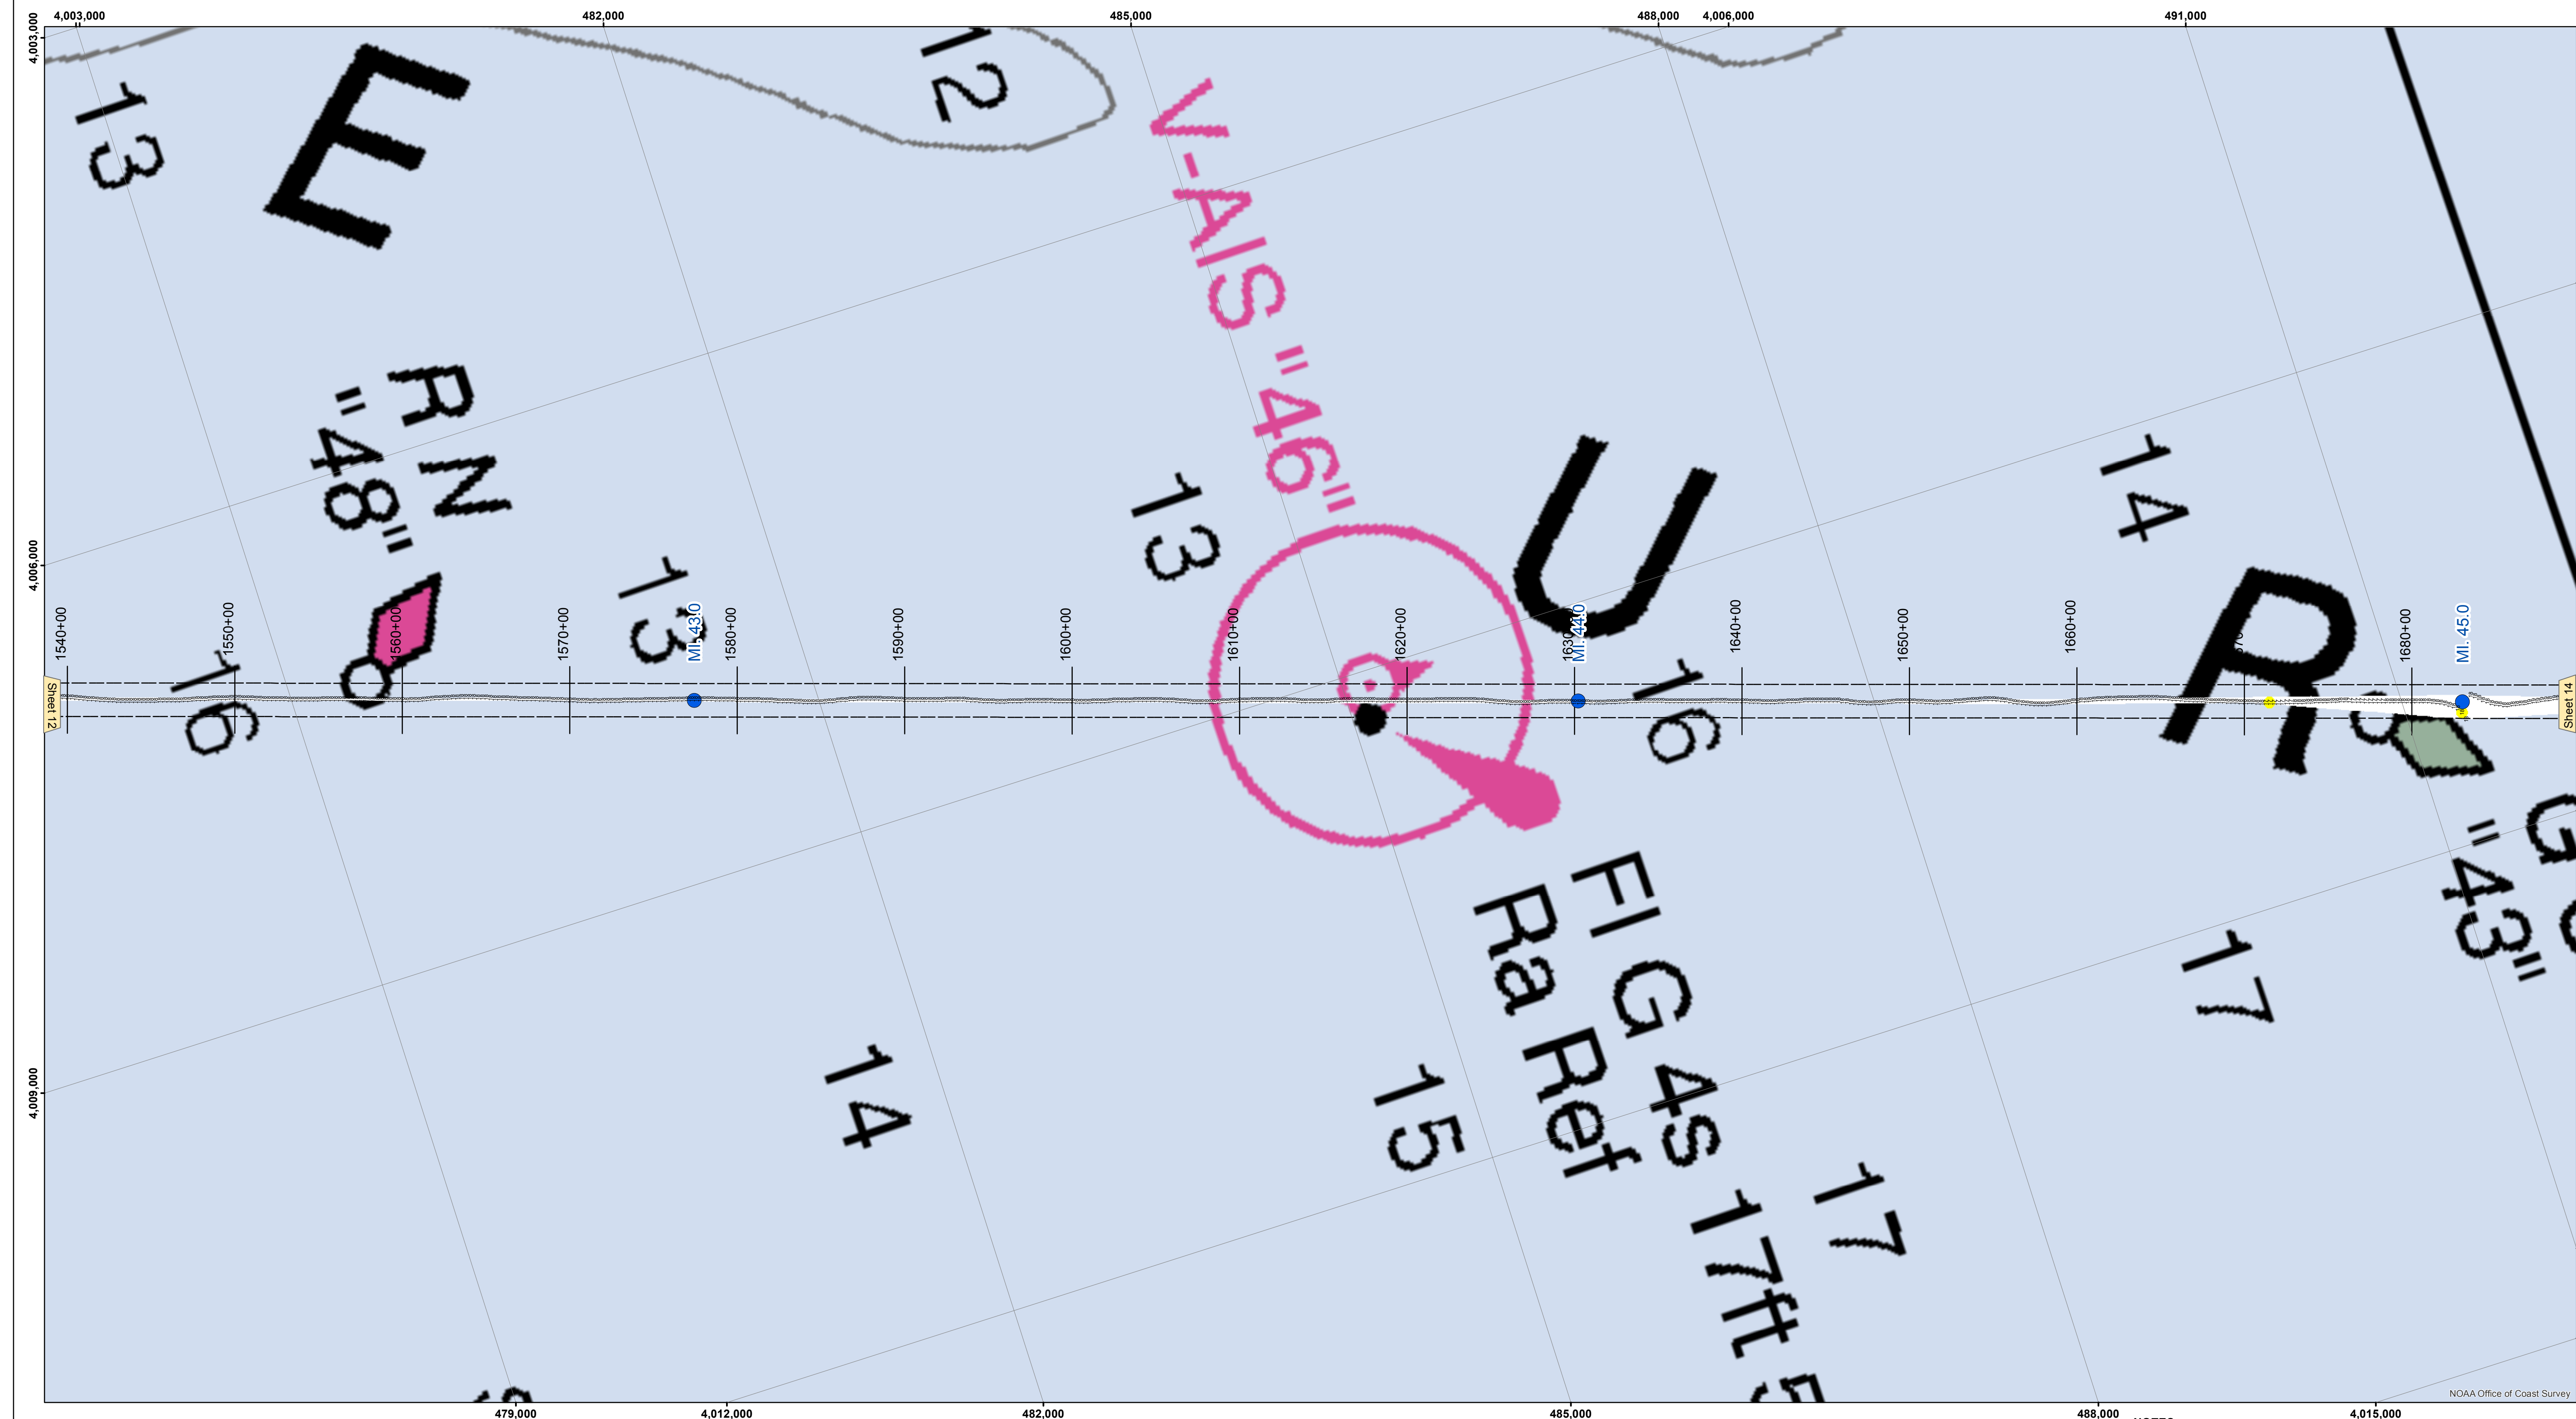 4,003,000
482,000
485,000
488,000
4,006,000
491,000
4,003,000
4,006,000
4,009,000
13
E
12
V-AIS "46"
R N
"48"
13
13
U
14
R
16
16
1540+00
1550+00
1560+00
1570+00
MI. 43.0
1580+00
1590+00
1600+00
1610+00
1620+00
MI. 44.0
1640+00
1650+00
1660+00
1680+00
MI. 45.0
Sheet 12
Sheet 14
Fl G 4s 17ft 5
Ra Ref
G C
"43"
17
14
15
17
NOAA Office of Coast Survey
479,000
4,012,000
482,000
485,000
488,000
4,015,000